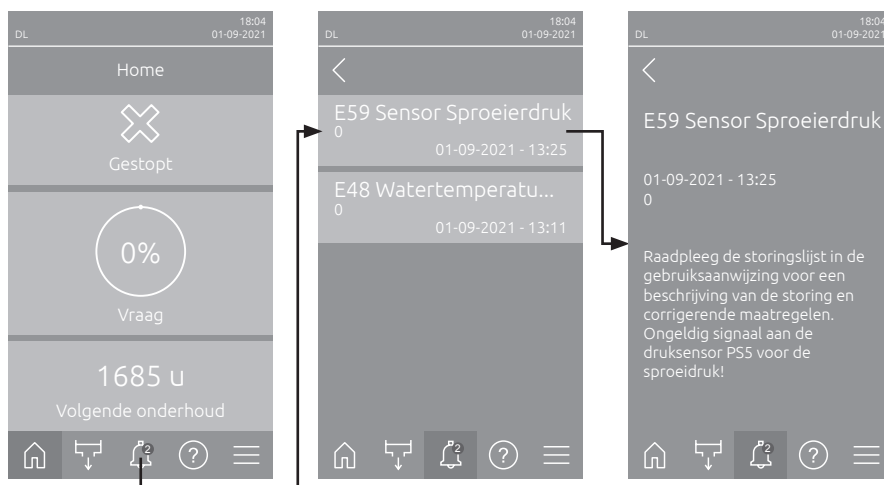 18:04
DL 01-09-2021
Home
Gestopt
0%
Vraag
1685 u
Volgende onderhoud
2
?
18:04
DL 01-09-2021
E59 Sensor Sproeierdruk
0
01-09-2021 - 13:25
E48 Watertemperatu...
0
01-09-2021 - 13:11
2
?
18:04
DL 01-09-2021
E59 Sensor Sproeierdruk
01-09-2021 - 13:25
0
Raadpleeg de storingslijst in de
gebruiksaanwijzing voor een
beschrijving van de storing en
corrigerende maatregelen.
Ongeldig signaal aan de
druksensor PS5 voor de
sproeidruk!
2
?